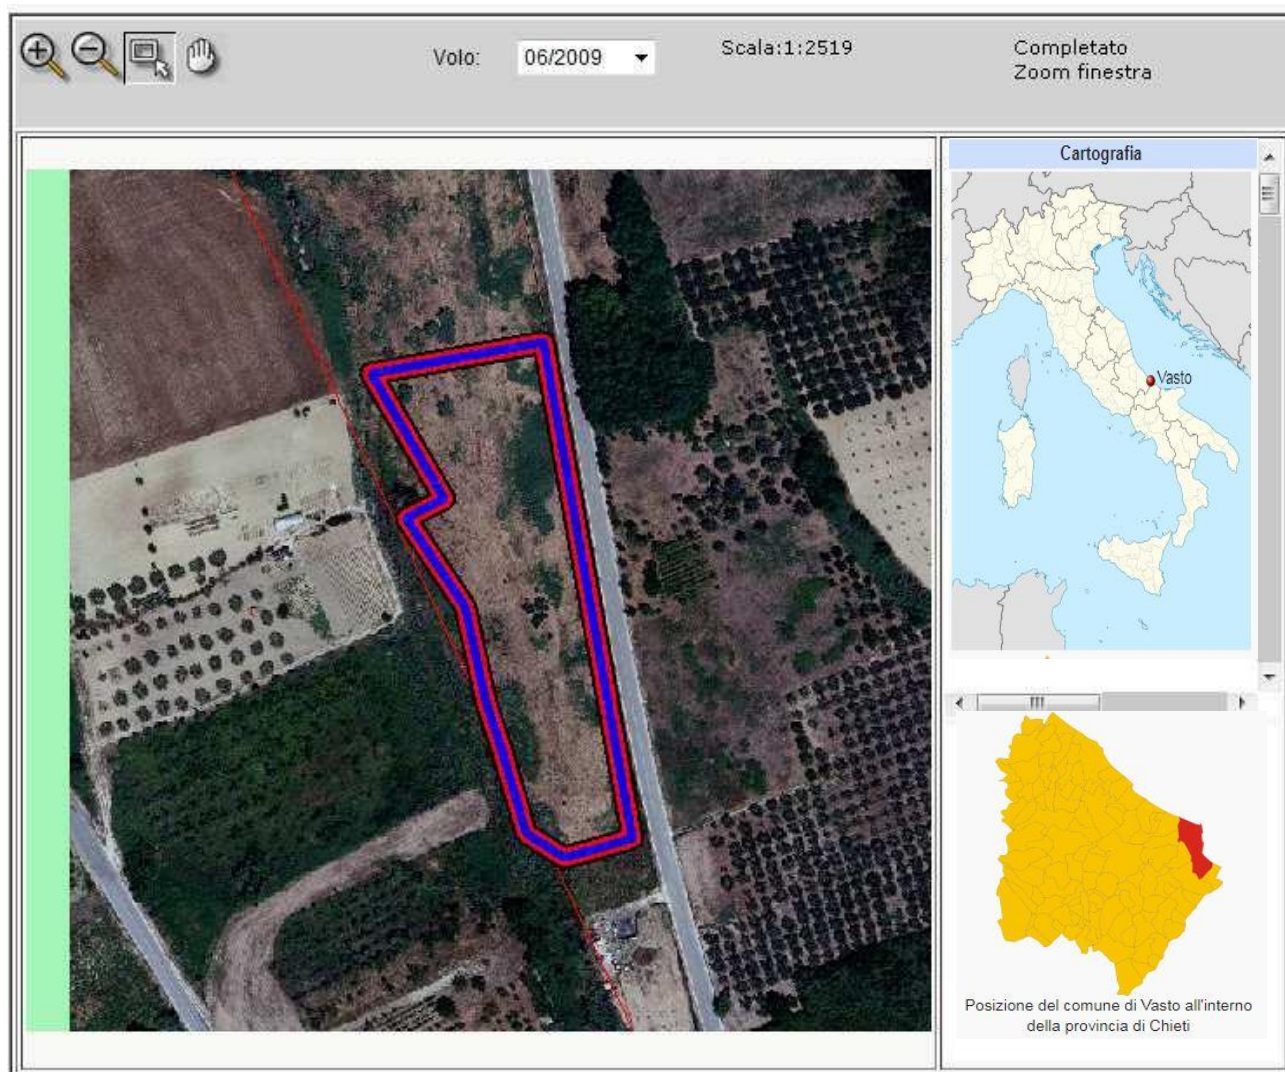 Volo:
06/2009
Scala:1:2519
Completato
Zoom finestra
Cartografia
Vasto
Posizione del comune di Vasto all'interno
della provincia di Chieti